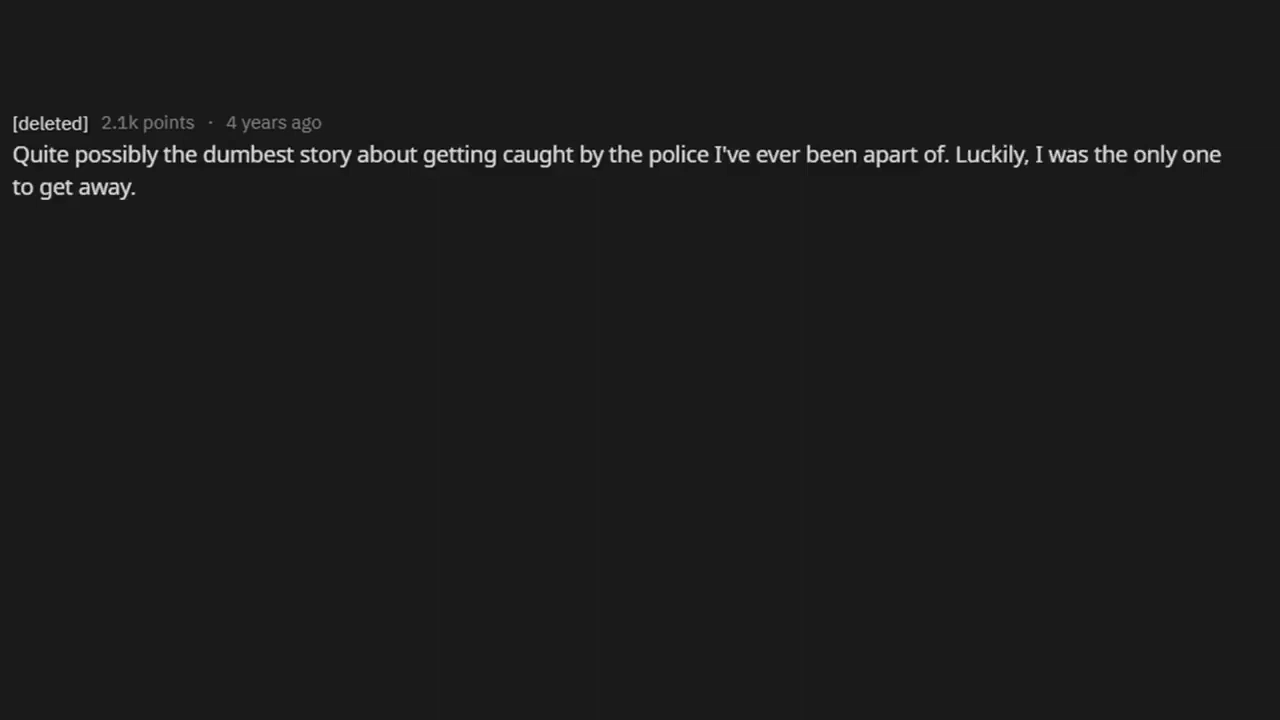 [deleted] 2.1k points · 4 years ago
Quite possibly the dumbest story about getting caught by the police I've ever been apart of. Luckily, I was the only one
to get away.